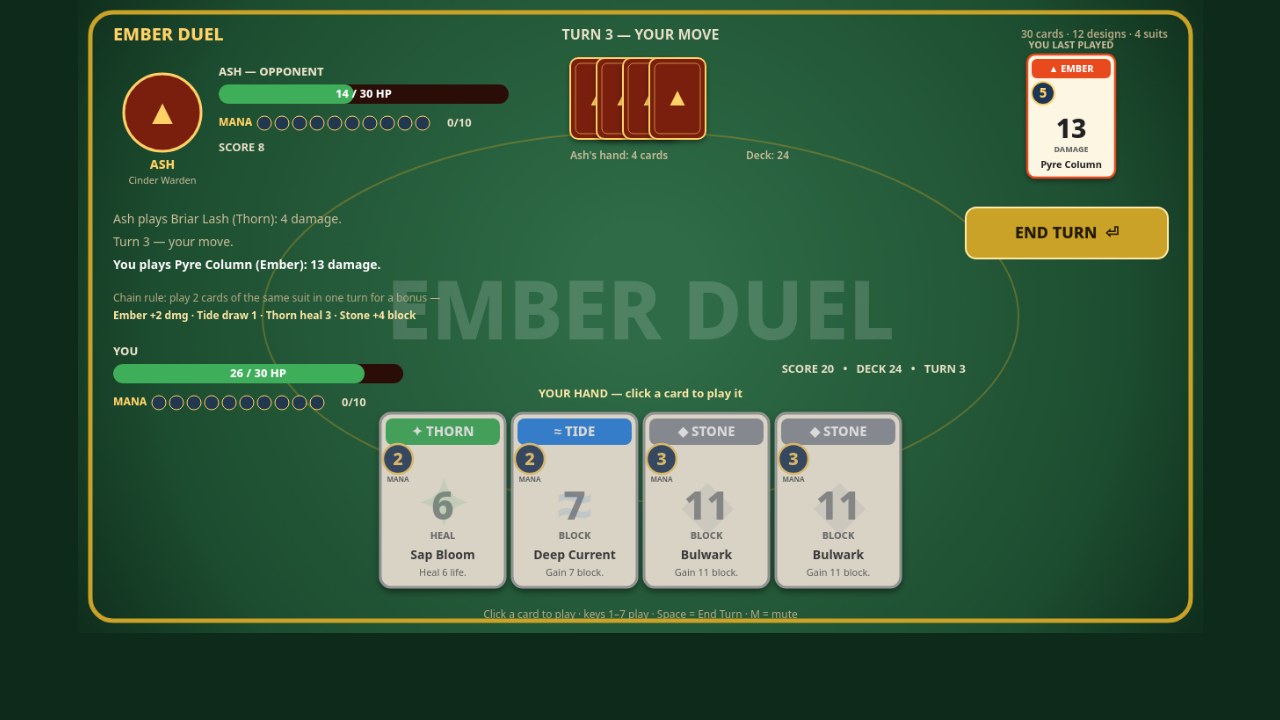 EMBER DUEL
TURN 3 — YOUR MOVE
30 cards · 12 designs · 4 suits
YOU LAST PLAYED
▲ EMBER
5
13
DAMAGE
Pyre Column
ASH — OPPONENT
14 / 30 HP
MANA 0/10
SCORE 8
ASH
Cinder Warden
Ash's hand: 4 cards
Deck: 24
Ash plays Briar Lash (Thorn): 4 damage.
Turn 3 — your move.
You plays Pyre Column (Ember): 13 damage.
END TURN ⏎
Chain rule: play 2 cards of the same suit in one turn for a bonus —
Ember +2 dmg · Tide draw 1 · Thorn heal 3 · Stone +4 block
EMBER DUEL
YOU
26 / 30 HP
MANA 0/10
SCORE 20 • DECK 24 • TURN 3
YOUR HAND — click a card to play it
✦ THORN
2
MANA
6
HEAL
Sap Bloom
Heal 6 life.
≈ TIDE
2
MANA
7
BLOCK
Deep Current
Gain 7 block.
◆ STONE
3
MANA
11
BLOCK
Bulwark
Gain 11 block.
◆ STONE
3
MANA
11
BLOCK
Bulwark
Gain 11 block.
Click a card to play · keys 1–7 play · Space = End Turn · M = mute